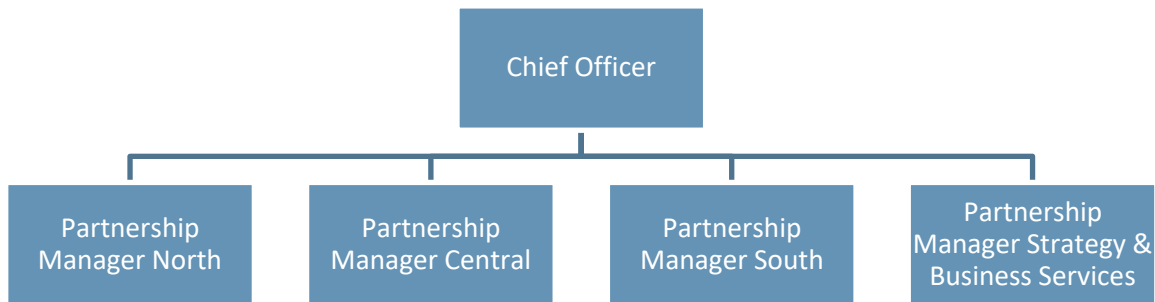 Chief Officer
Partnership
Manager North
Partnership
Manager Central
Partnership
Manager South
Partnership
Manager Strategy &
Business Services